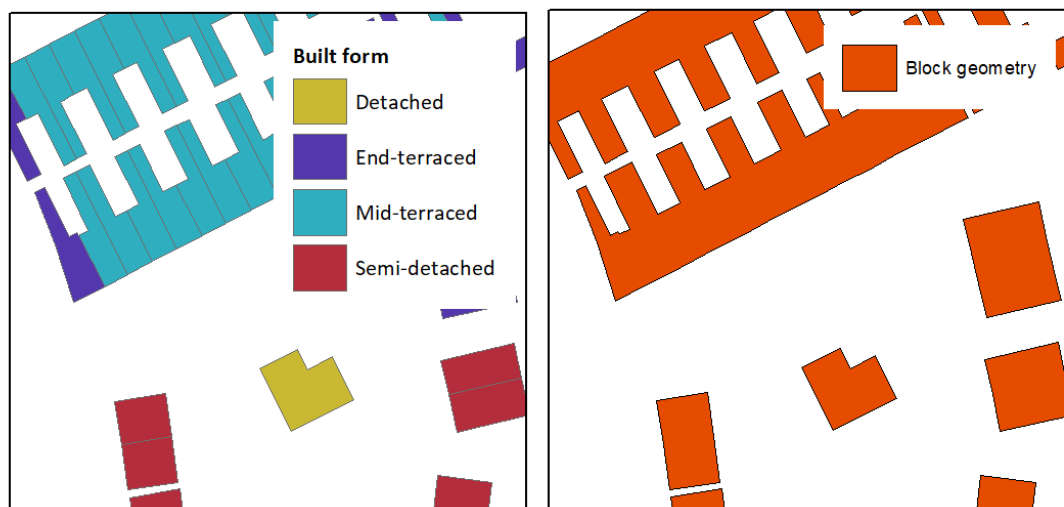 Built form
Detached
End-terraced
Mid-terraced
Semi-detached
Block geometry